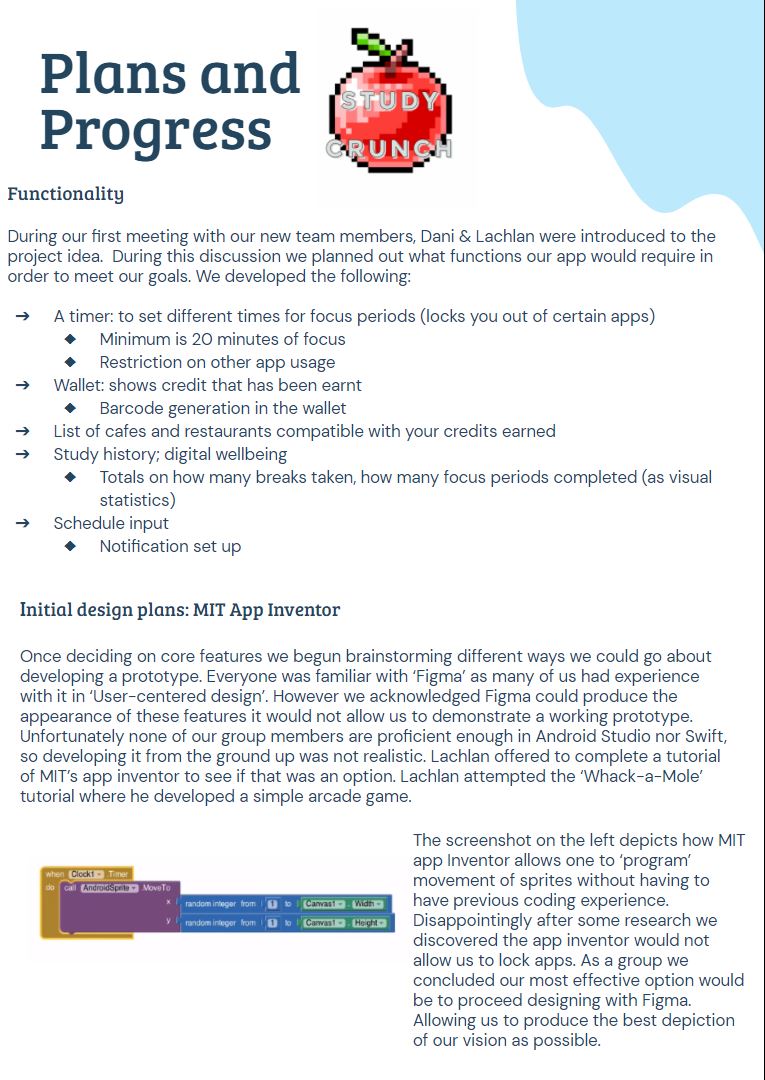 Plans and
Progress
STUDY
CRUNCH
Functionality
During our first meeting with our new team members, Dani & Lachlan were introduced to the
project idea.  During this discussion we planned out what functions our app would require in
order to meet our goals. We developed the following:
➔ A timer: to set different times for focus periods (locks you out of certain apps)
◆ Minimum is 20 minutes of focus
◆ Restriction on other app usage
➔ Wallet: shows credit that has been earnt
◆ Barcode generation in the wallet
➔ List of cafes and restaurants compatible with your credits earned
➔ Study history; digital wellbeing
◆ Totals on how many breaks taken, how many focus periods completed (as visual
statistics)
➔ Schedule input
◆ Notification set up
Initial design plans: MIT App Inventor
Once deciding on core features we begun brainstorming different ways we could go about
developing a prototype. Everyone was familiar with ‘Figma’ as many of us had experience
with it in ‘User-centered design’. However we acknowledged Figma could produce the
appearance of these features it would not allow us to demonstrate a working prototype.
Unfortunately none of our group members are proficient enough in Android Studio nor Swift,
so developing it from the ground up was not realistic. Lachlan offered to complete a tutorial
of MIT’s app inventor to see if that was an option. Lachlan attempted the ‘Whack-a-Mole’
tutorial where he developed a simple arcade game.
when Clock1 .Timer
do call AndroidSprite .MoveTo
x random integer from 1 to Canvas1 . Width
y random integer from 1 to Canvas1 . Height
The screenshot on the left depicts how MIT
app Inventor allows one to ‘program’
movement of sprites without having to
have previous coding experience.
Disappointingly after some research we
discovered the app inventor would not
allow us to lock apps. As a group we
concluded our most effective option would
be to proceed designing with Figma.
Allowing us to produce the best depiction
of our vision as possible.